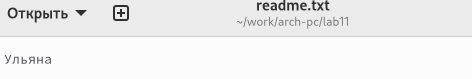 Открыть
readme.txt
~/work/arch-pc/lab11
Ульяна